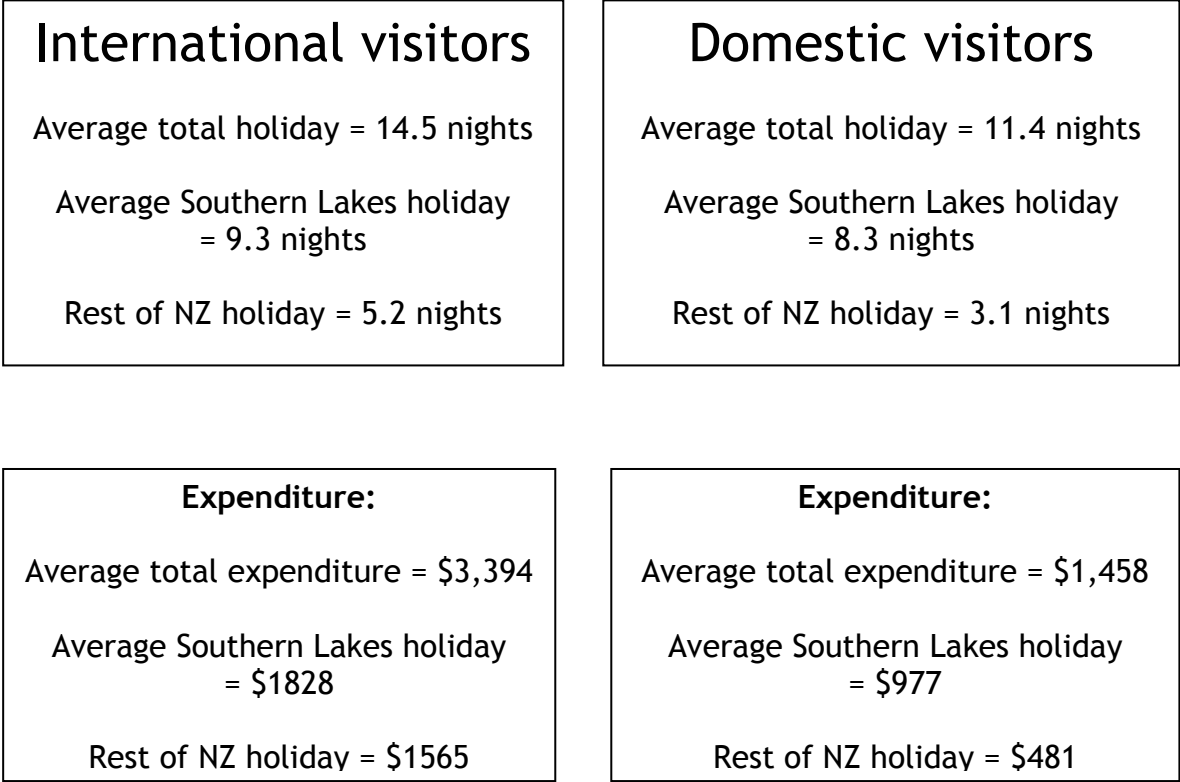 International visitors
Average total holiday = 14.5 nights
Average Southern Lakes holiday
= 9.3 nights
Rest of NZ holiday = 5.2 nights
Domestic visitors
Average total holiday = 11.4 nights
Average Southern Lakes holiday
= 8.3 nights
Rest of NZ holiday = 3.1 nights
Expenditure:
Average total expenditure = $3,394
Average Southern Lakes holiday
= $1828
Rest of NZ holiday = $1565
Expenditure:
Average total expenditure = $1,458
Average Southern Lakes holiday
= $977
Rest of NZ holiday = $481